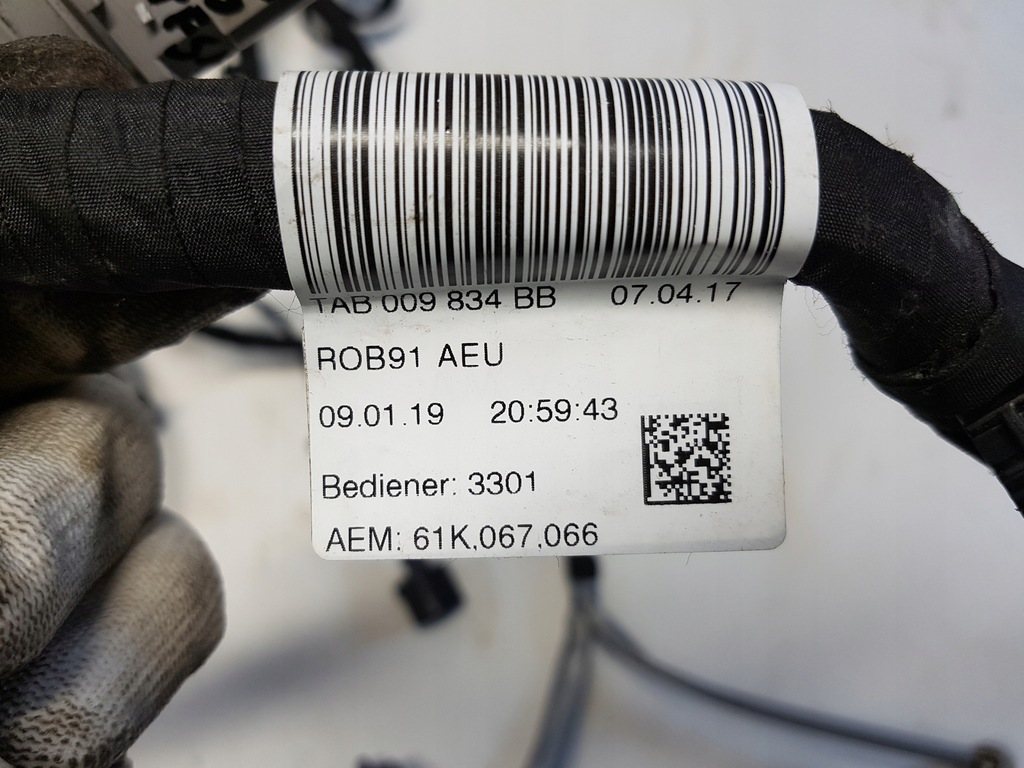 TAB 009 834 BB 07.04.17
ROB91 AEU
09.01.19 20:59:43
Bediener: 3301
AEM: 61K,067,066